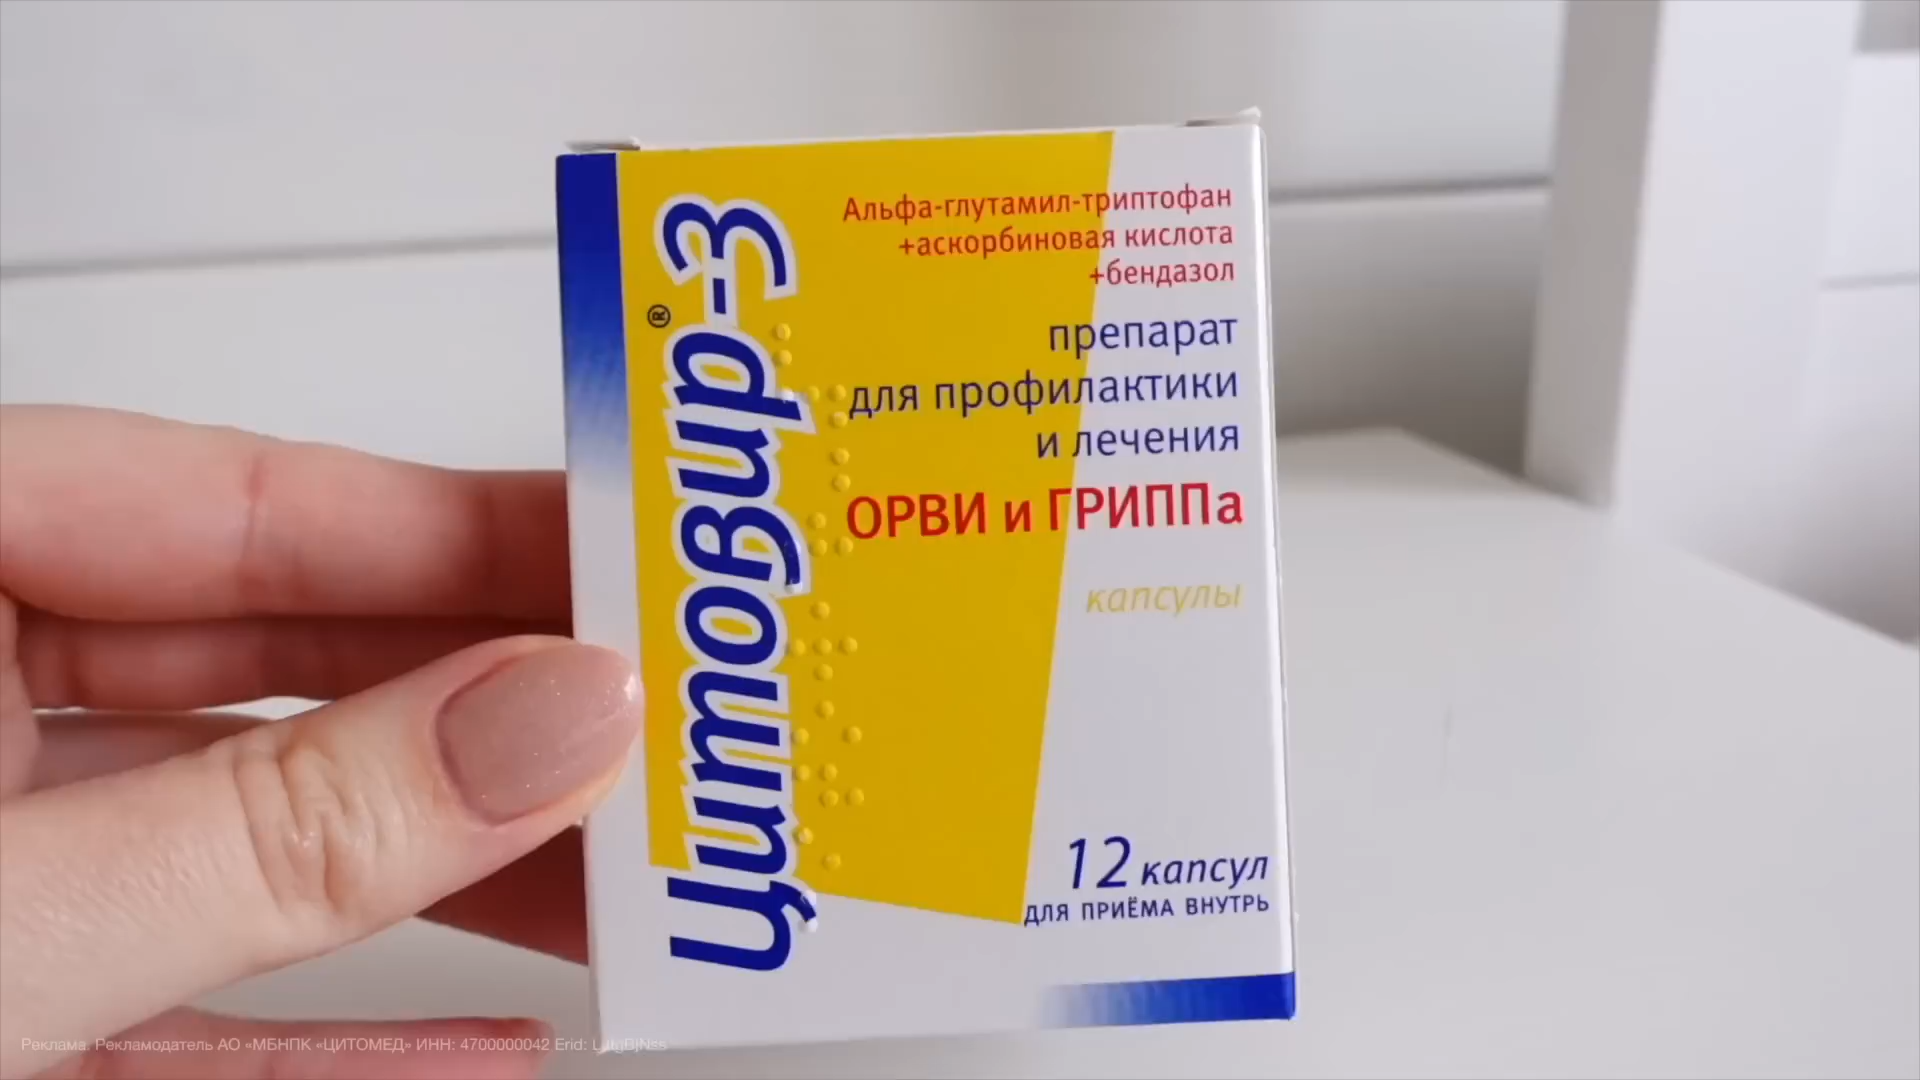 Цитовир-3
®
Альфа-глутамил-триптофан
+аскорбиновая кислота
+бендазол
препарат
для профилактики
и лечения
ОРВИ и ГРИППа
капсулы
12 капсул
ДЛЯ ПРИЁМА ВНУТРЬ
Реклама. Рекламодатель АО «МБНПК «ЦИТОМЕД» ИНН: 4700000042 Erid: